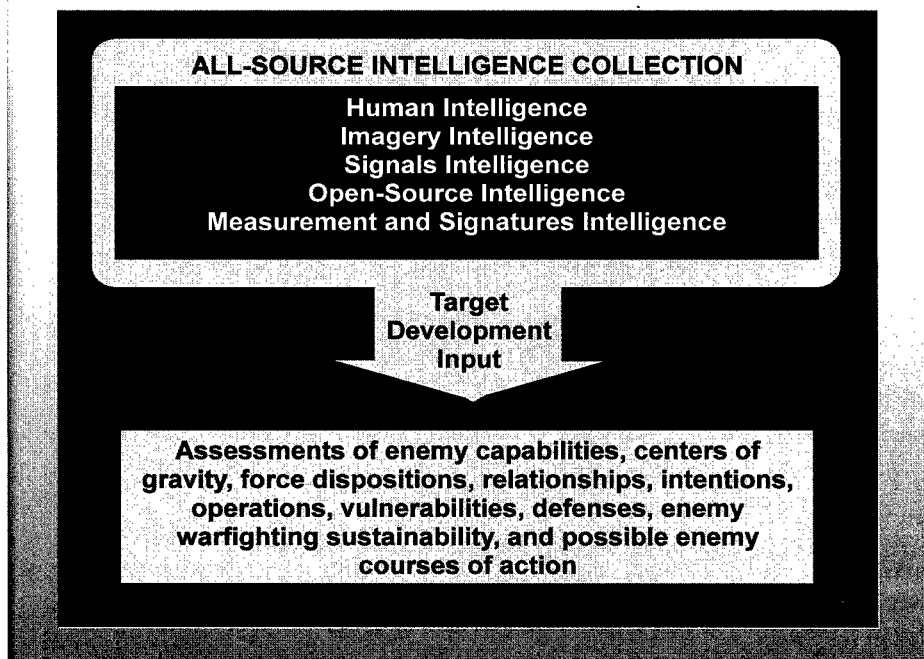 ALL-SOURCE INTELLIGENCE COLLECTION
Human Intelligence
Imagery Intelligence
Signals Intelligence
Open-Source Intelligence
Measurement and Signatures Intelligence
Target
Development
Input
Assessments of enemy capabilities, centers of
gravity, force dispositions, relationships, intentions,
operations, vulnerabilities, defenses, enemy
warfighting sustainability, and possible enemy
courses of action